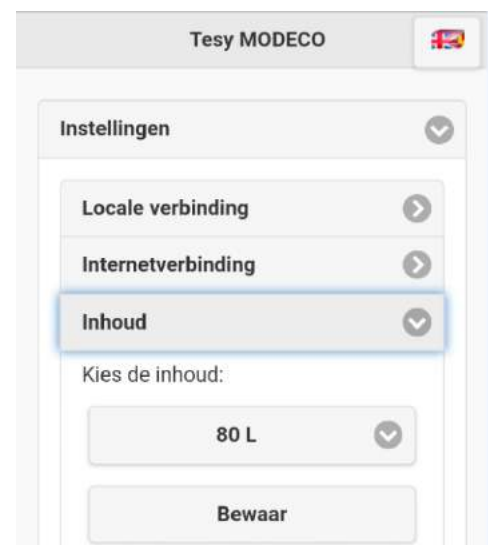 Tesy MODECO
Instellingen
Locale verbinding
Internetverbinding
Inhoud
Kies de inhoud:
80 L
Bewaar